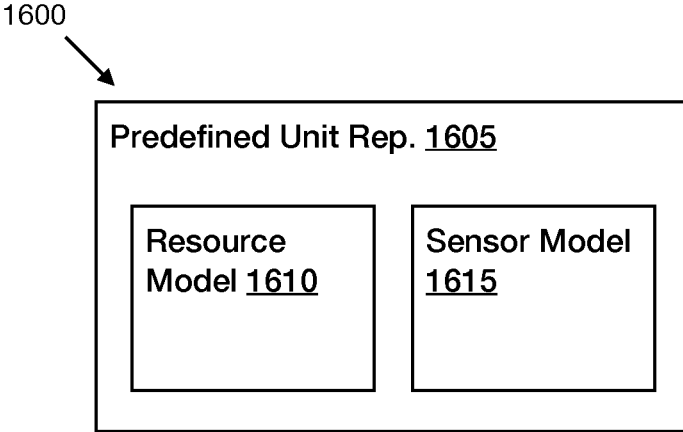 1600
Predefined Unit Rep. 1605
Resource
Model 1610
Sensor Model
1615